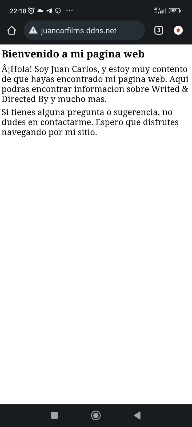 22:18
juancarfilms.ddns.net
3
Bienvenido a mi pagina web
Â¡Hola! Soy Juan Carlos, y estoy muy contento
de que hayas encontrado mi pagina web. Aqui
podras encontrar informacion sobre Writed &
Directed By y mucho mas.
Si tienes alguna pregunta o sugerencia, no
dudes en contactarme. Espero que disfrutes
navegando por mi sitio.